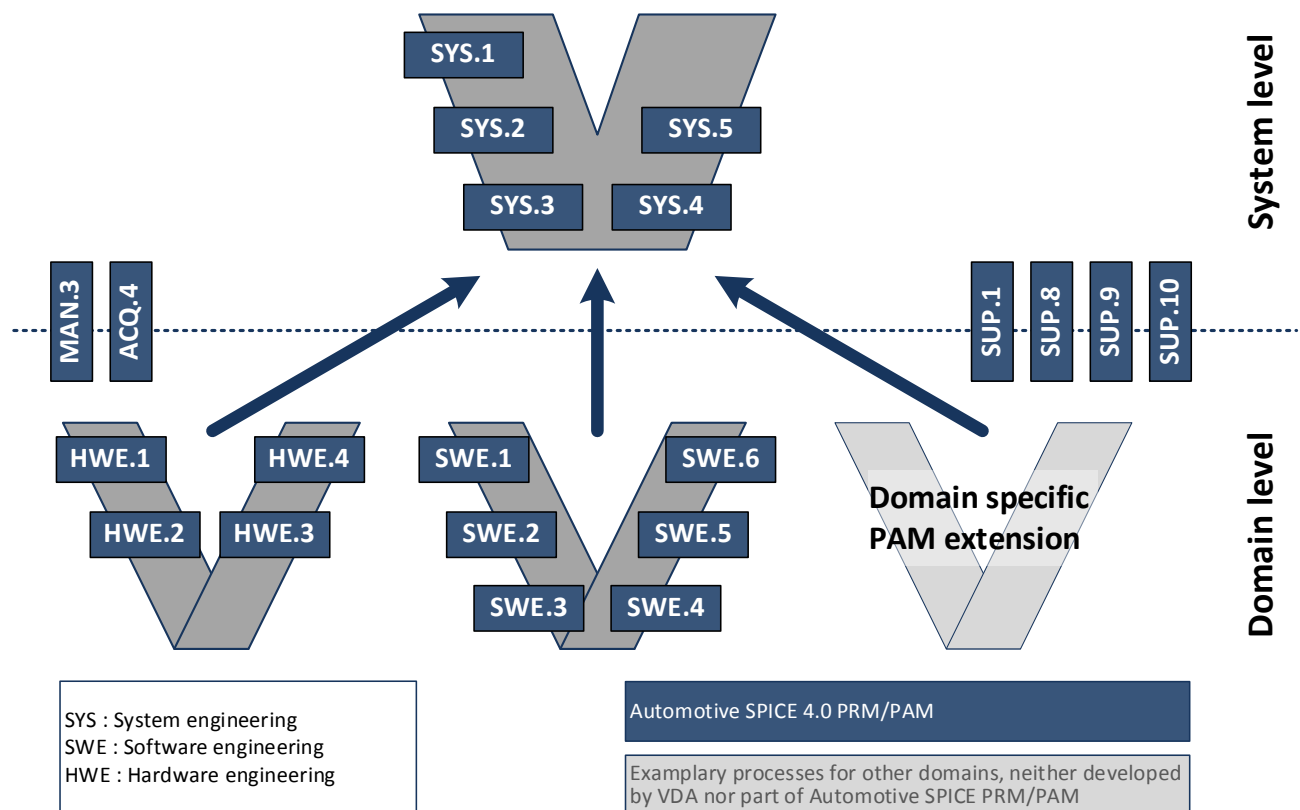 SYS.1
SYS.2
SYS.5
SYS.3
SYS.4
System level
MAN.3
ACQ.4
SUP.1
SUP.8
SUP.9
SUP.10
HWE.1
HWE.4
HWE.2
HWE.3
SWE.1
SWE.6
SWE.2
SWE.5
SWE.3
SWE.4
Domain specific
PAM extension
Domain level
SYS : System engineering
SWE : Software engineering
HWE : Hardware engineering
Automotive SPICE 4.0 PRM/PAM
Examplary processes for other domains, neither developed
by VDA nor part of Automotive SPICE PRM/PAM